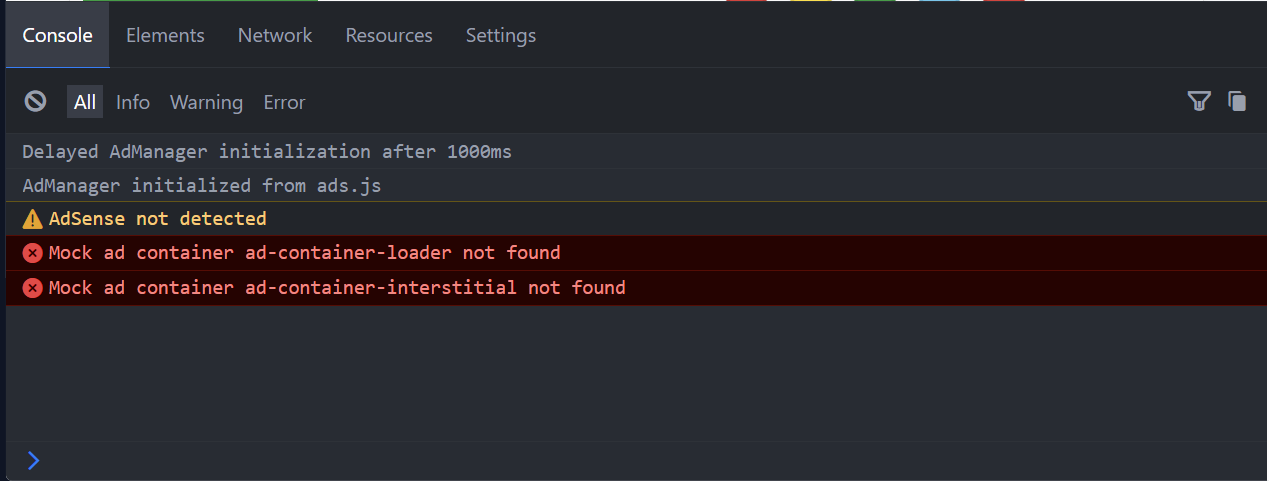 Console Elements Network Resources Settings
All Info Warning Error
Delayed AdManager initialization after 1000ms
AdManager initialized from ads.js
AdSense not detected
Mock ad container ad-container-loader not found
Mock ad container ad-container-interstitial not found